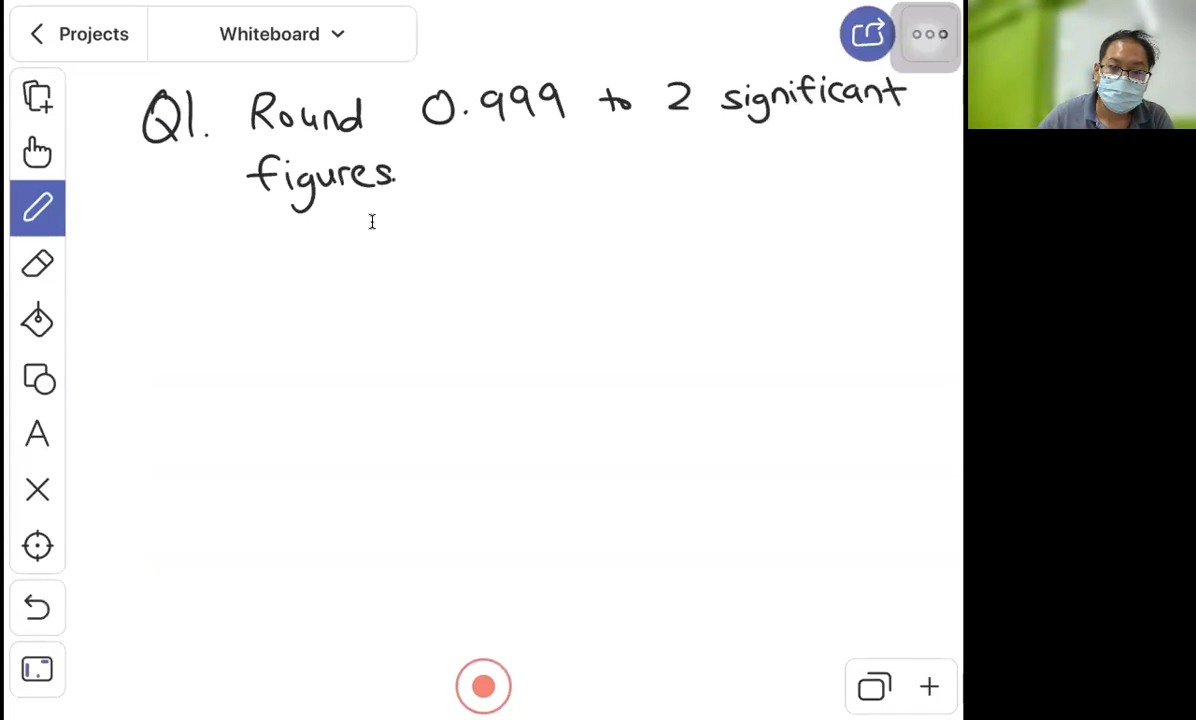 Projects
Whiteboard
Q1. Round 0.999 to 2 significant
figures.
A